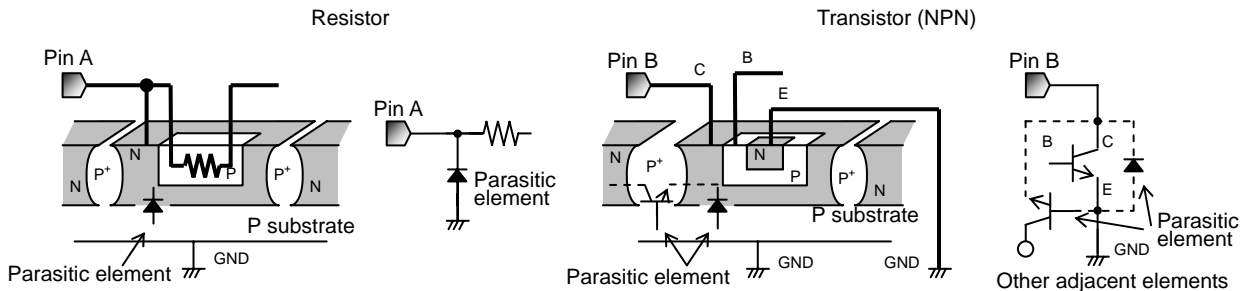 Resistor
Transistor (NPN)
Pin A
Pin A
Pin B
C
B
E
Pin B
N
P+
N
P
P+
N
Parasitic
element
P substrate
Parasitic element
GND
N
P+
N
P
P+
N
P substrate
Parasitic element
GND
GND
B
C
E
Parasitic
element
GND
Other adjacent elements